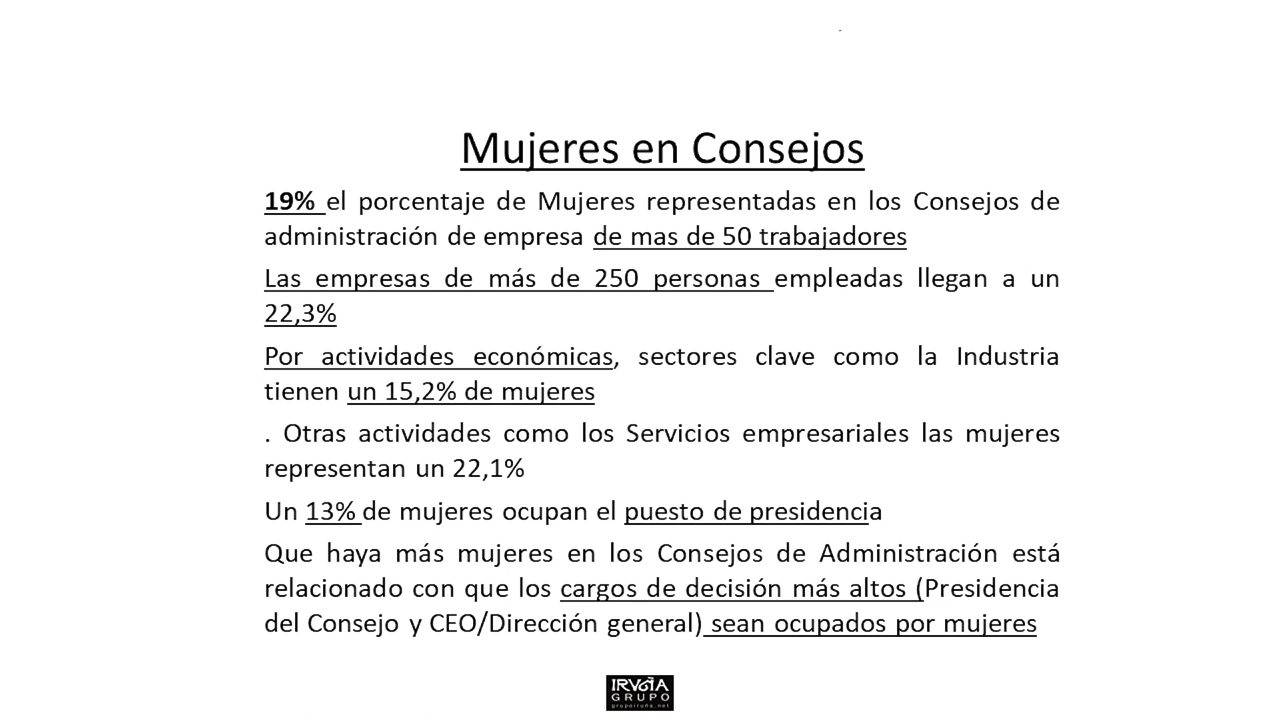 Mujeres en Consejos
19% el porcentaje de Mujeres representadas en los Consejos de
administración de empresa de mas de 50 trabajadores
Las empresas de más de 250 personas empleadas llegan a un
22,3%
Por actividades económicas, sectores clave como la Industria
tienen un 15,2% de mujeres
. Otras actividades como los Servicios empresariales las mujeres
representan un 22,1%
Un 13% de mujeres ocupan el puesto de presidencia
Que haya más mujeres en los Consejos de Administración está
relacionado con que los cargos de decisión más altos (Presidencia
del Consejo y CEO/Dirección general) sean ocupados por mujeres
GRUPO